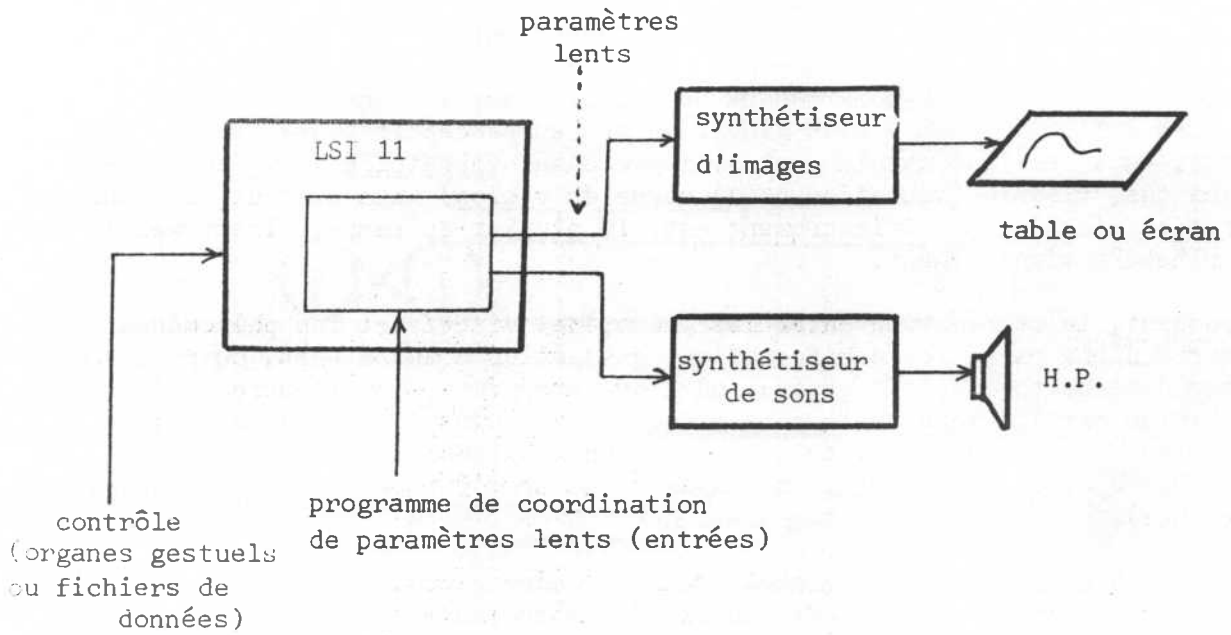 paramètres
lents
LSI 11
synthétiseur
d'images
table ou écran
synthétiseur
de sons
H.P.
programme de coordination
de paramètres lents (entrées)
contrôle
(organes gestuels
ou fichiers de
données)